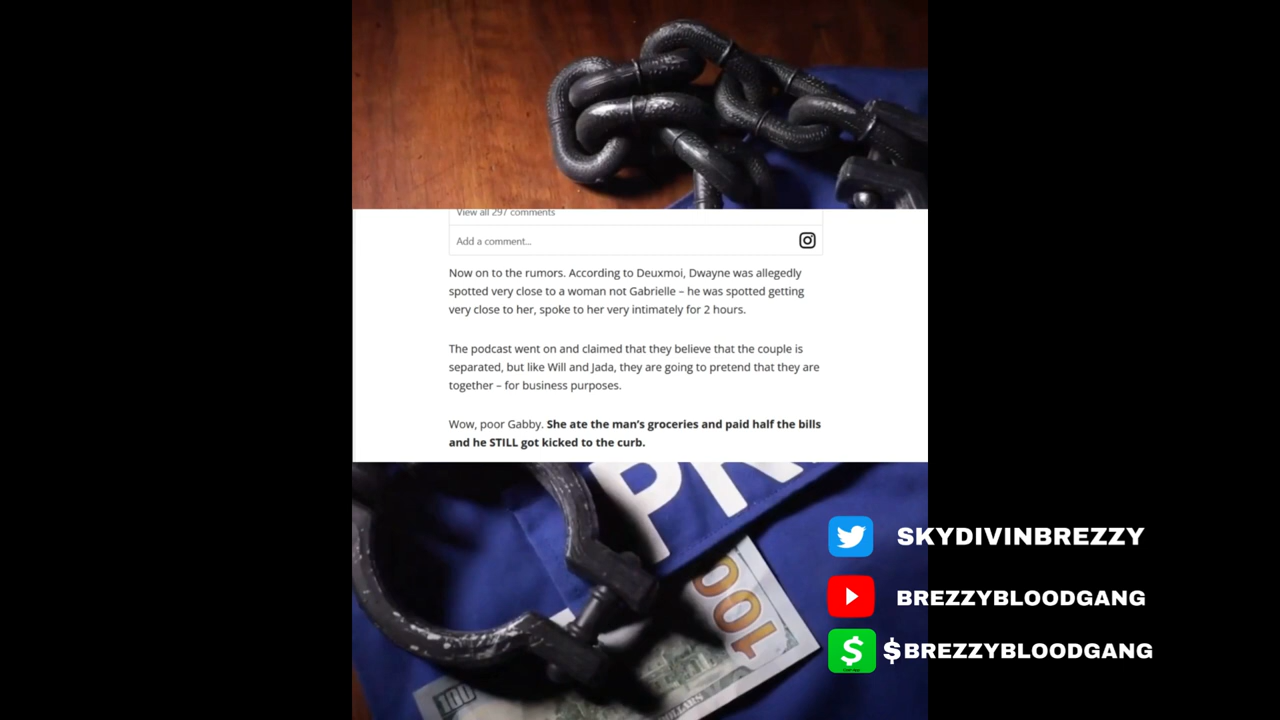 View all 297 comments
Add a comment...
Now on to the rumors. According to Deuxmoi, Dwayne was allegedly
spotted very close to a woman not Gabrielle – he was spotted getting
very close to her, spoke to her very intimately for 2 hours.
The podcast went on and claimed that they believe that the couple is
separated, but like Will and Jada, they are going to pretend that they are
together – for business purposes.
Wow, poor Gabby. She ate the man's groceries and paid half the bills
and he STILL got kicked to the curb.
PR
100
100
SKYDIVINBREZZY
BREZZYBLOODGANG
$BREZZYBLOODGANG